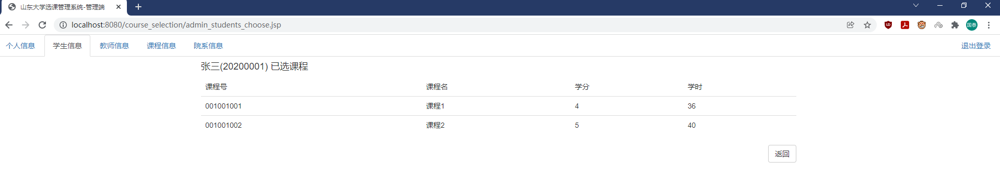 山东大学选课管理系统-管理端
localhost:8080/course_selection/admin_students_choose.jsp
国泰
个人信息 学生信息 教师信息 课程信息 院系信息 退出登录
张三(20200001) 已选课程
课程号 课程名 学分 学时
001001001 课程1 4 36
001001002 课程2 5 40
返回